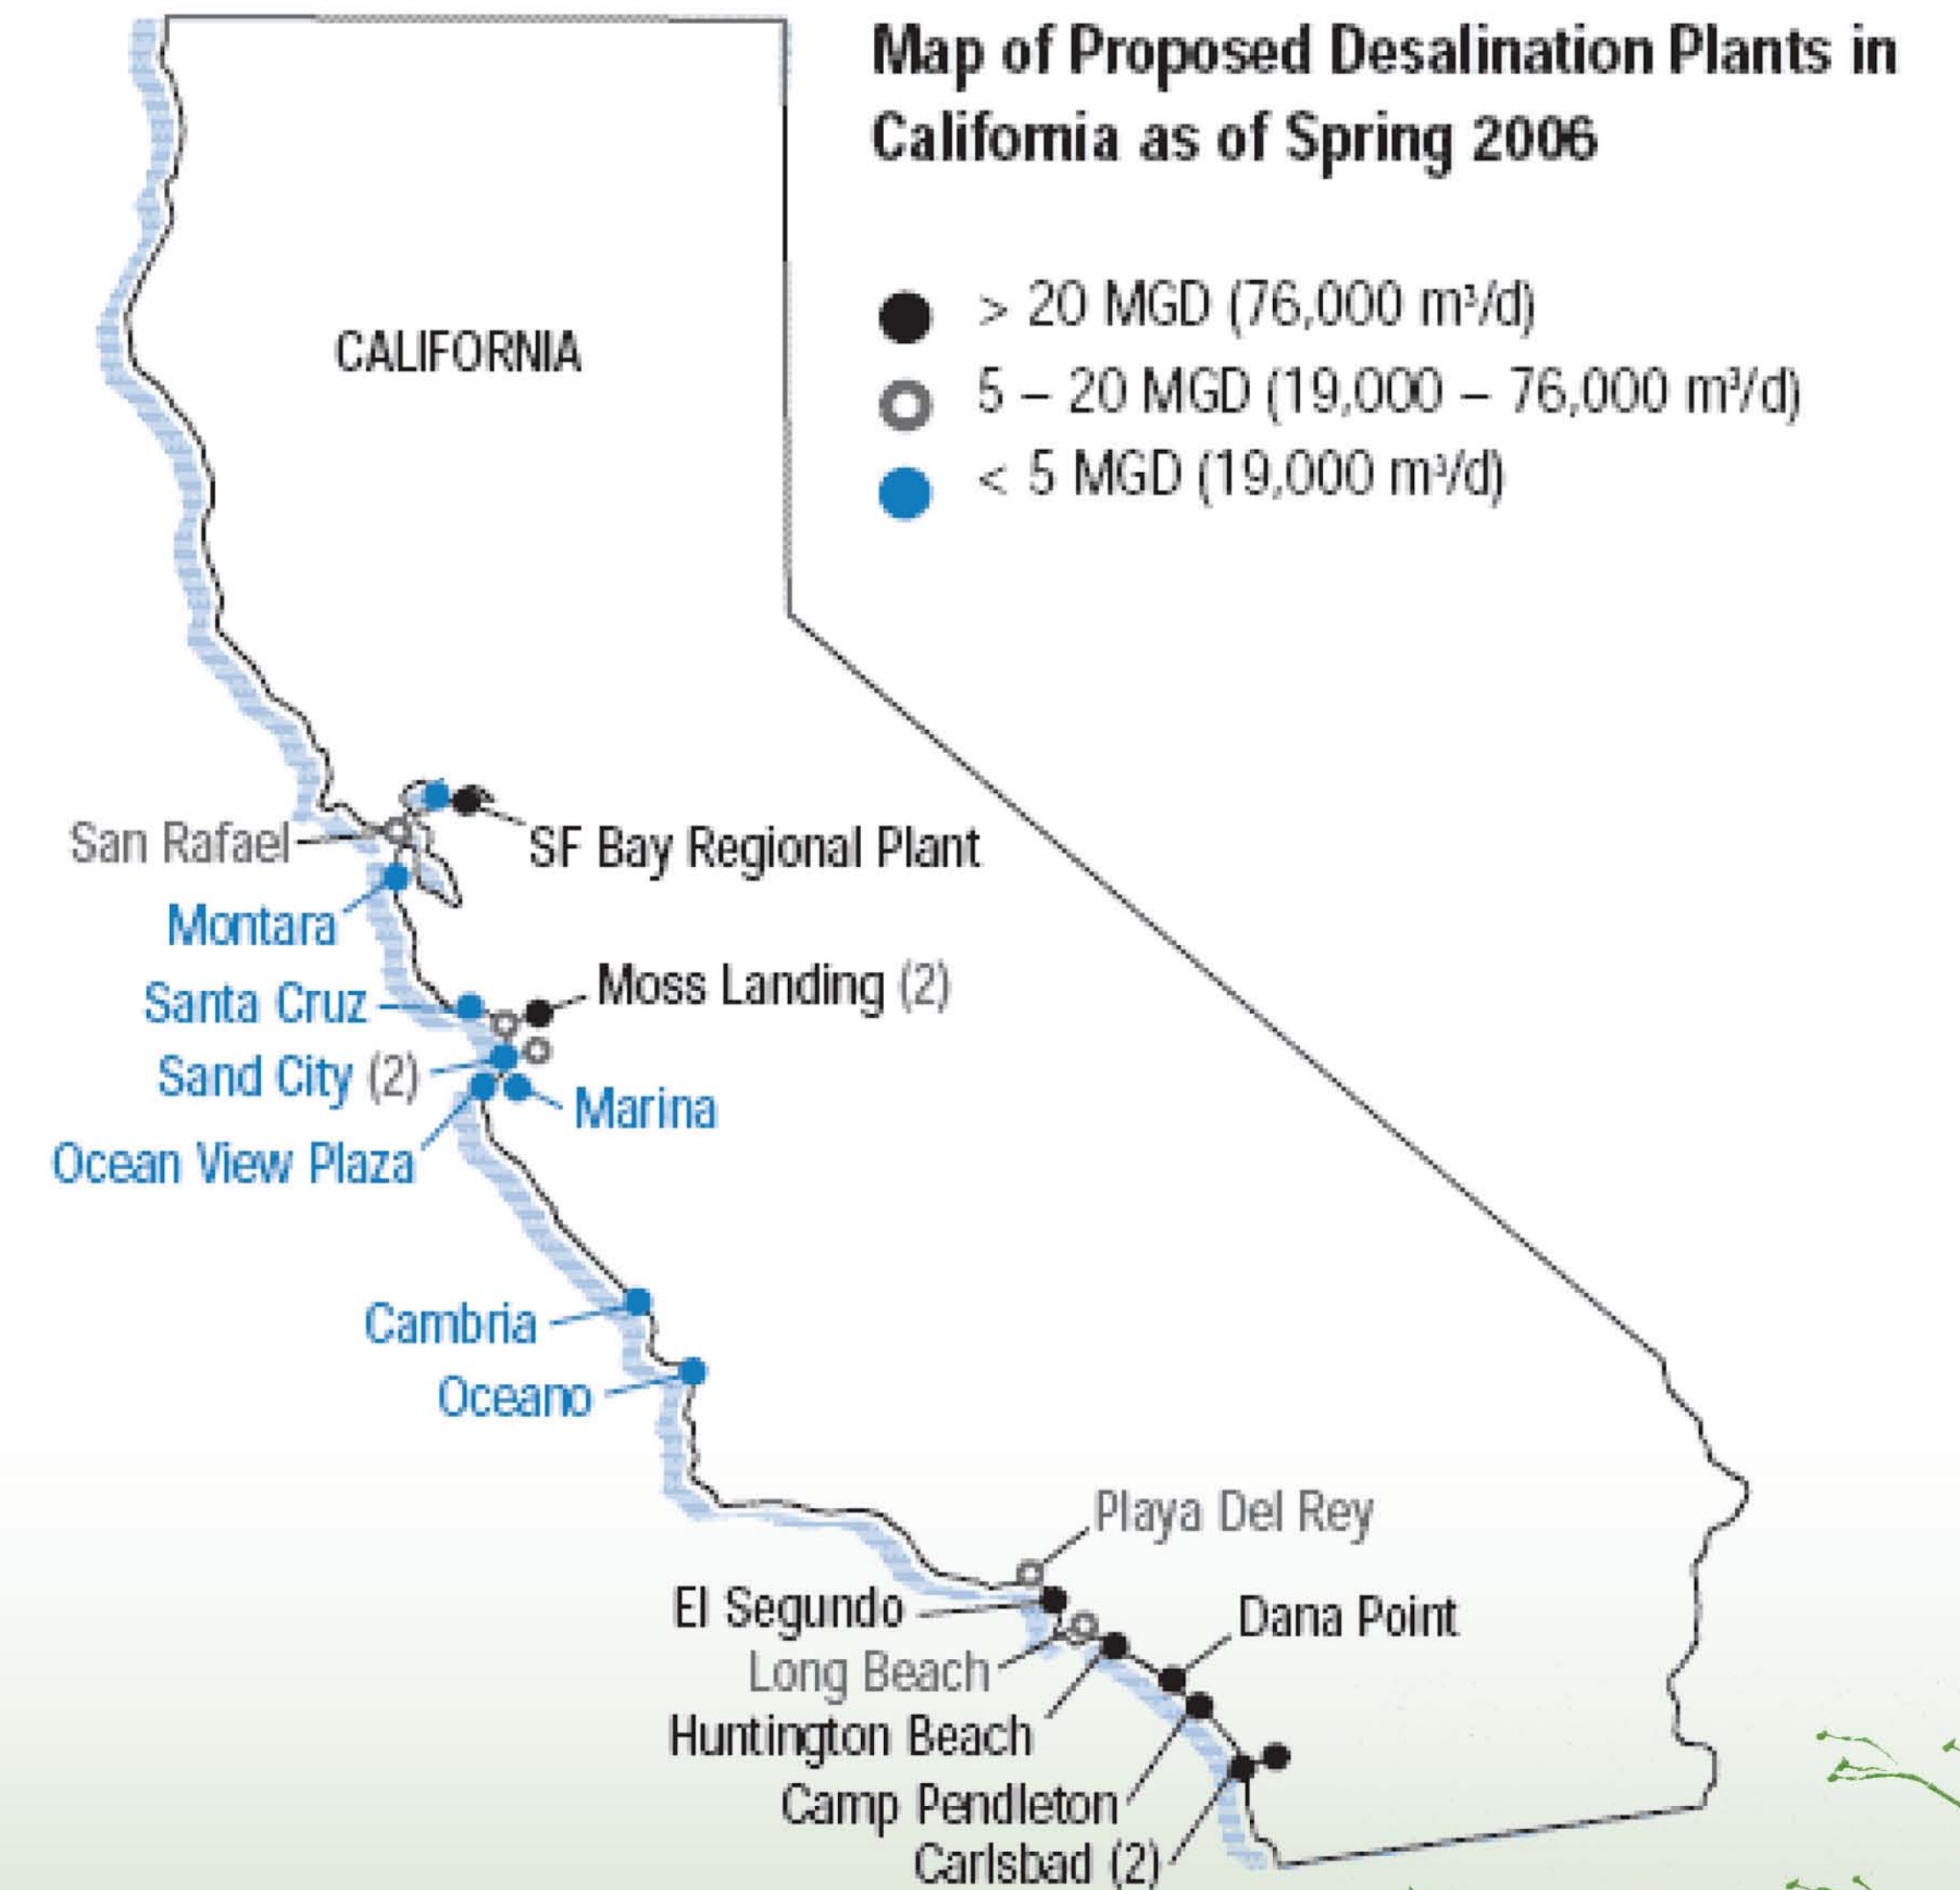 Map of Proposed Desalination Plants in
California as of Spring 2006
> 20 MGD (76,000 m³/d)
5 – 20 MGD (19,000 – 76,000 m³/d)
< 5 MGD (19,000 m³/d)
CALIFORNIA
San Rafael
SF Bay Regional Plant
Montara
Moss Landing (2)
Santa Cruz
Sand City (2)
Marina
Ocean View Plaza
Cambria
Oceano
Playa Del Rey
El Segundo
Dana Point
Long Beach
Huntington Beach
Camp Pendleton
Carlsbad (2)